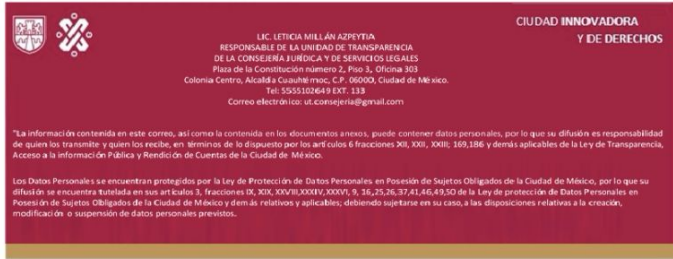 CIUDAD INNOVADORA
Y DE DERECHOS
LIC. LETICIA MILLÁN AZPEYTIA
RESPONSABLE DE LA UNIDAD DE TRANSPARENCIA
DE LA CONSEJERÍA JURÍDICA Y DE SERVICIOS LEGALES
Plaza de la Constitución número 2, Piso 3, Oficina 303
Colonia Centro, Alcaldía Cuauhtémoc, C.P. 06000, Ciudad de México.
Tel: 5555102649 EXT. 133
Correo electrónico: ut.consejeria@gmail.com
"La información contenida en este correo, así como la contenida en los documentos anexos, puede contener datos personales, por lo que su difusión es responsabilidad
de quien los transmite y quien los recibe, en términos de lo dispuesto por los artículos 6 fracciones XII, XXII, XXIII; 169,186 y demás aplicables de la Ley de Transparencia,
Acceso a la información Pública y Rendición de Cuentas de la Ciudad de México.
Los Datos Personales se encuentran protegidos por la Ley de Protección de Datos Personales en Posesión de Sujetos Obligados de la Ciudad de México, por lo que su
difusión se encuentra tutelada en sus artículos 3, fracciones IX, XIX, XXVIII,XXXIV,XXXVI, 9, 16,25,26,37,41,46,49,50 de la Ley de protección de Datos Personales en
Posesión de Sujetos Obligados de la Ciudad de México y demás relativos y aplicables; debiendo sujetarse en su caso, a las disposiciones relativas a la creación,
modificación o suspensión de datos personales previstos.